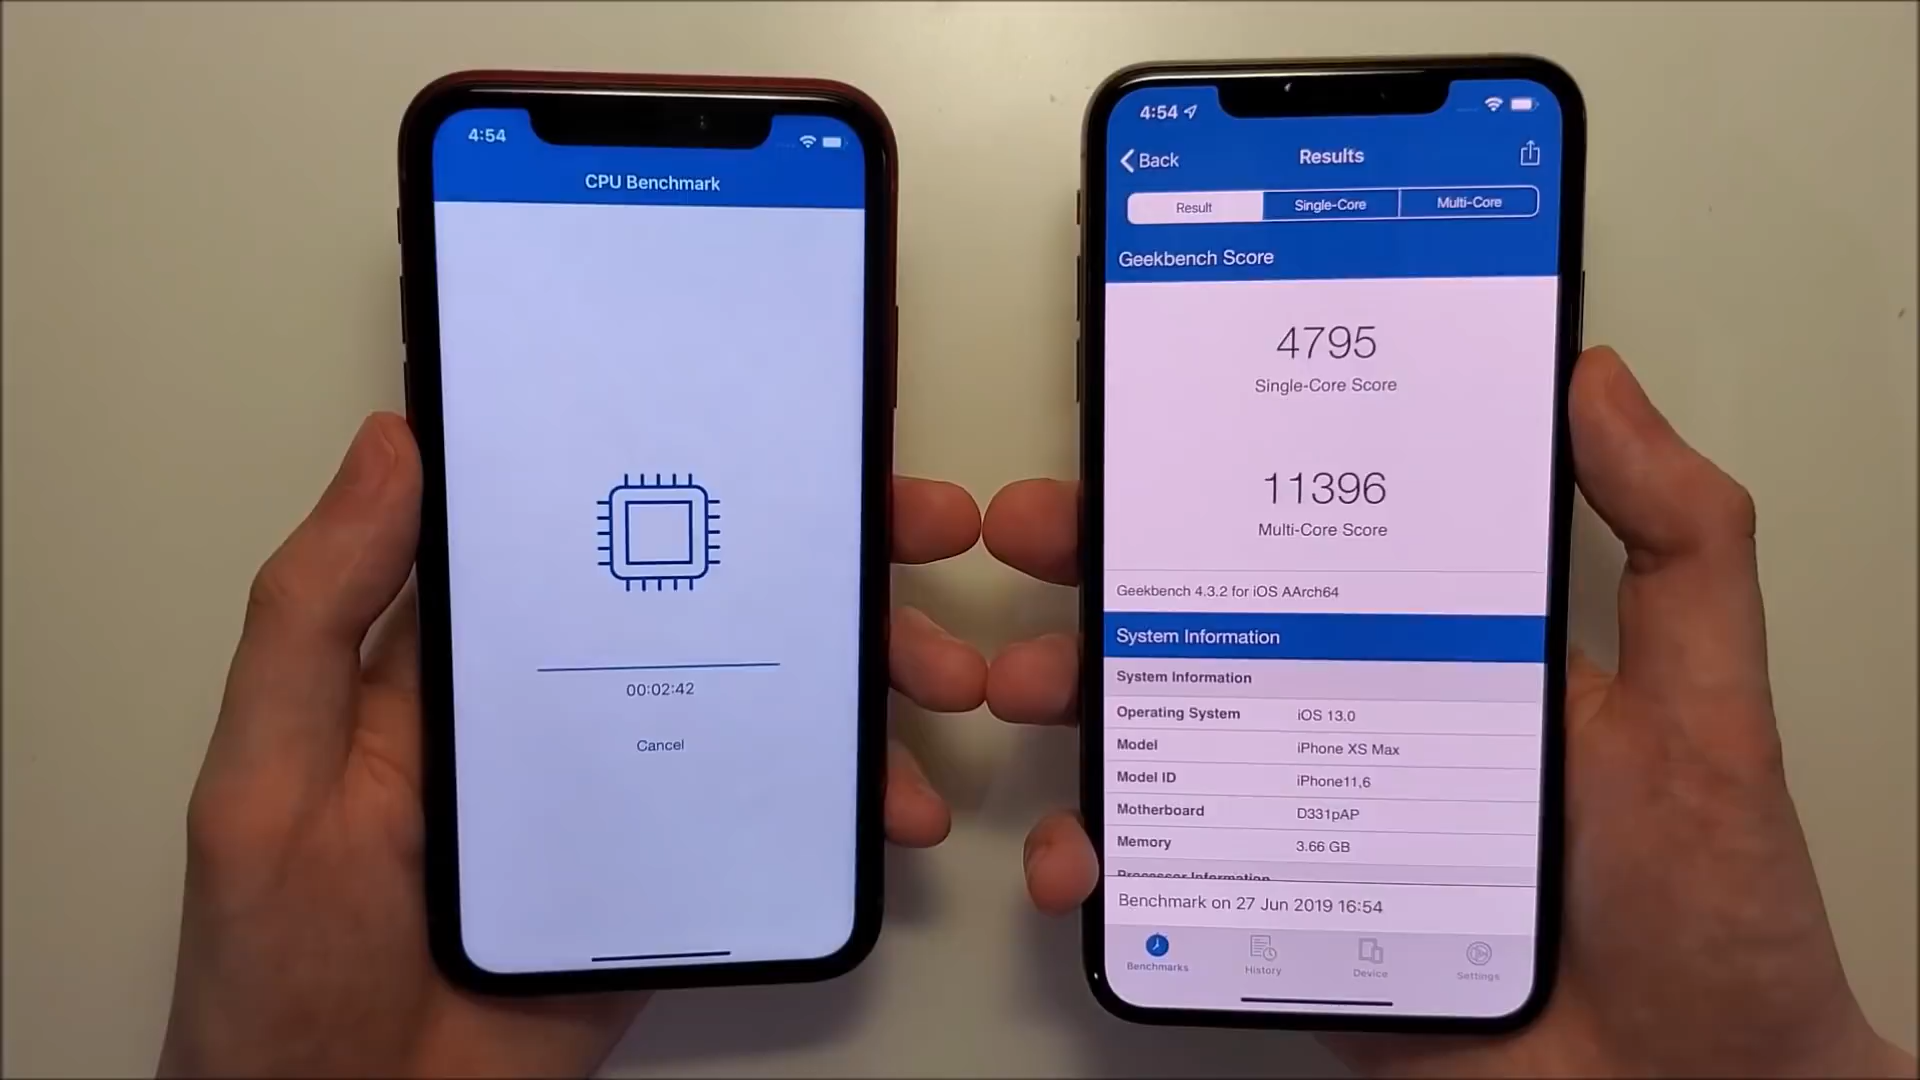 4:54
CPU Benchmark
00:02:42
Cancel
4:54
Back
Results
Result
Single-Core
Multi-Core
Geekbench Score
4795
Single-Core Score
11396
Multi-Core Score
Geekbench 4.3.2 for iOS AArch64
System Information
System Information
Operating System iOS 13.0
Model iPhone XS Max
Model ID iPhone11,6
Motherboard D331pAP
Memory 3.66 GB
Processor Information
Benchmark on 27 Jun 2019 16:54
Benchmarks
History
Device
Settings